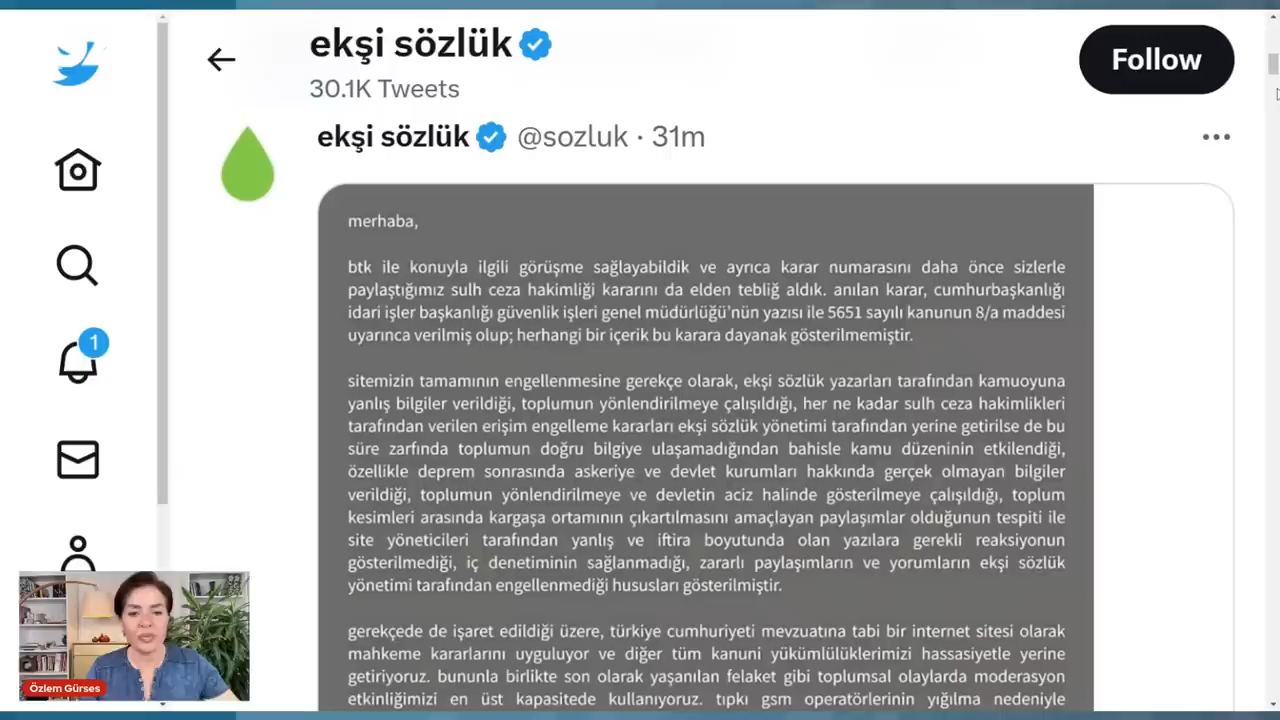 ekşi sözlük
30.1K Tweets
Follow
ekşi sözlük @sozluk · 31m
merhaba,
btk ile konuyla ilgili görüşme sağlayabildik ve ayrıca karar numarasını daha önce sizlerle
paylaştığımız sulh ceza hakimliği kararını da elden tebliğ aldık. anılan karar, cumhurbaşkanlığı
idari işler başkanlığı güvenlik işleri genel müdürlüğü'nün yazısı ile 5651 sayılı kanunun 8/a maddesi
uyarınca verilmiş olup; herhangi bir içerik bu karara dayanak gösterilmemiştir.
sitemizin tamamının engellenmesine gerekçe olarak, ekşi sözlük yazarları tarafından kamuoyuna
yanlış bilgiler verildiği, toplumun yönlendirilmeye çalışıldığı, her ne kadar sulh ceza hakimlikleri
tarafından verilen erişim engelleme kararları ekşi sözlük yönetimi tarafından yerine getirilse de bu
süre zarfında toplumun doğru bilgiye ulaşamadığından bahisle kamu düzeninin etkilendiği,
özellikle deprem sonrasında askeriye ve devlet kurumları hakkında gerçek olmayan bilgiler
verildiği, toplumun yönlendirilmeye ve devletin aciz halinde gösterilmeye çalışıldığı, toplum
kesimleri arasında kargaşa ortamının çıkartılmasını amaçlayan paylaşımlar olduğunun tespiti ile
site yöneticileri tarafından yanlış ve iftira boyutunda olan yazılara gerekli reaksiyonun
gösterilmediği, iç denetiminin sağlanmadığı, zararlı paylaşımların ve yorumların ekşi sözlük
yönetimi tarafından engellenmediği hususları gösterilmiştir.
gerekçede de işaret edildiği üzere, türkiye cumhuriyeti mevzuatına tabi bir internet sitesi olarak
mahkeme kararlarını uyguluyor ve diğer tüm kanuni yükümlülüklerimizi hassasiyetle yerine
getiriyoruz. bununla birlikte son olarak yaşanılan felaket gibi toplumsal olaylarda moderasyon
etkinliğimizi en üst kapasitede kullanıyoruz. tıpkı gsm operatörlerinin yığılma nedeniyle
1
Özlem Gürses